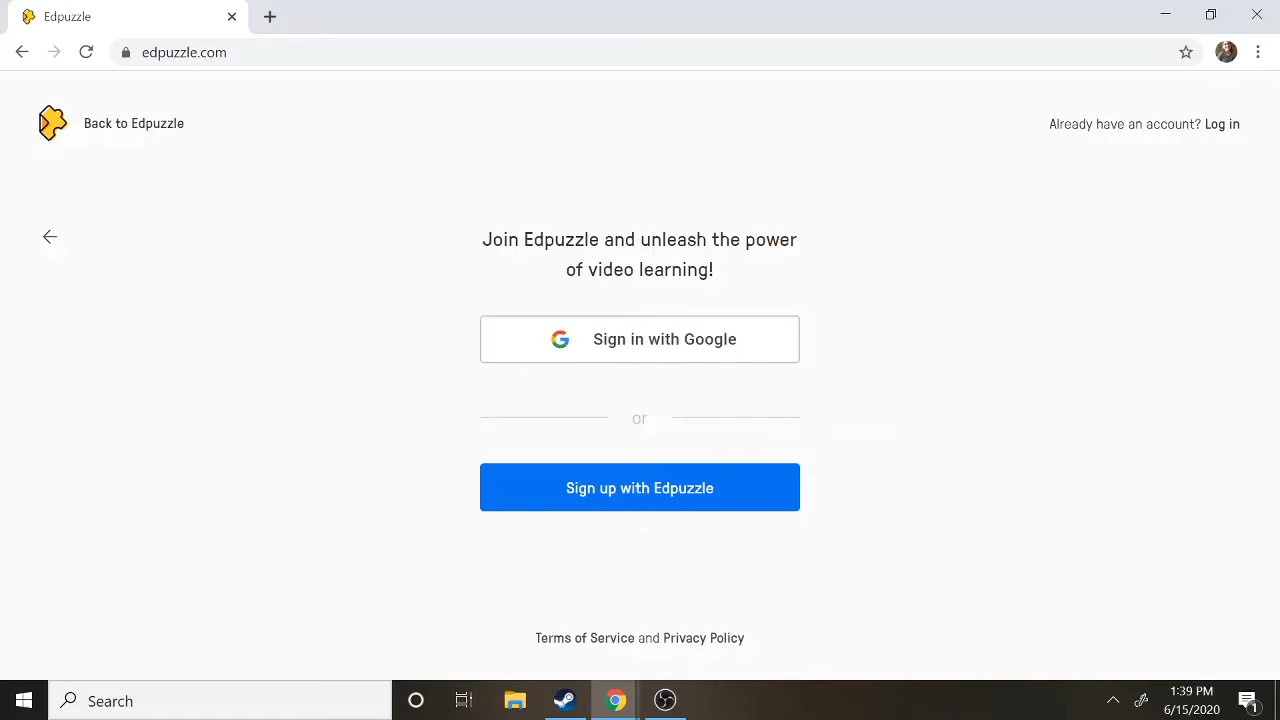 Edpuzzle
edpuzzle.com
Back to Edpuzzle
Already have an account? Log in
Join Edpuzzle and unleash the power
of video learning!
Sign in with Google
or
Sign up with Edpuzzle
Terms of Service and Privacy Policy
Search
1:39 PM
6/15/2020
1